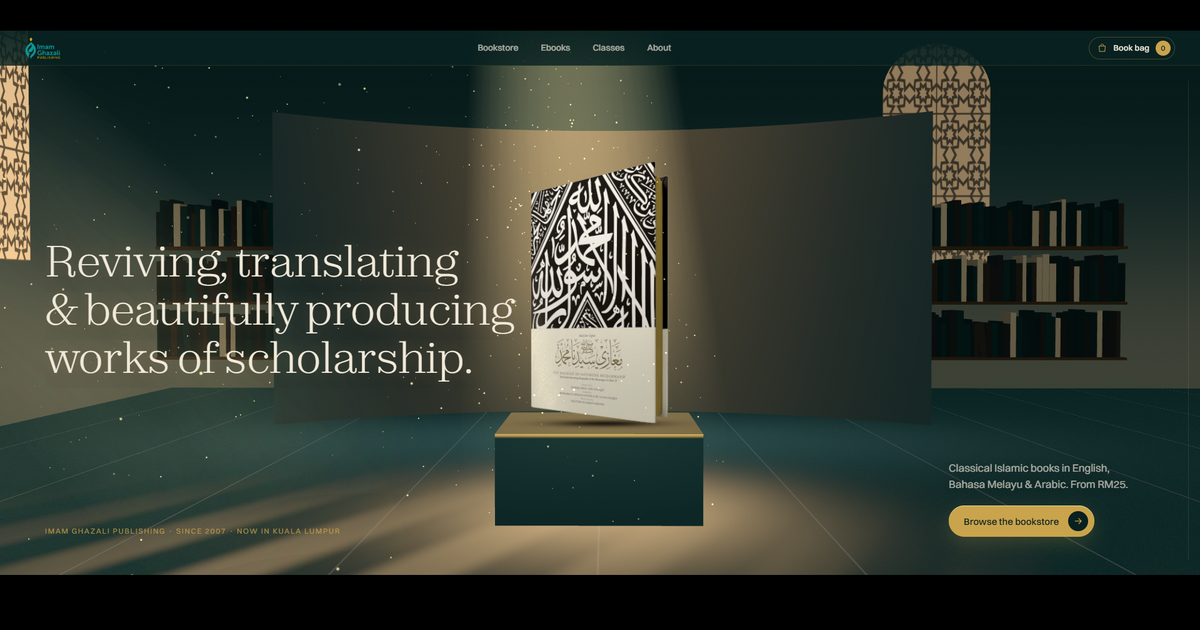 Imam
Ghazali
PUBLISHING
Bookstore
Ebooks
Classes
About
Book bag
0
Reviving, translating
& beautifully producing
works of scholarship.
Classical Islamic books in English,
Bahasa Melayu & Arabic. From RM25.
Browse the bookstore
IMAM GHAZALI PUBLISHING · SINCE 2007 · NOW IN KUALA LUMPUR